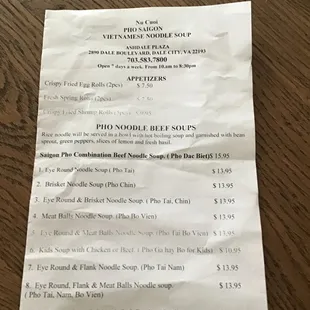 No Cani
PHO SAIGON
VIETNAMESE NOODLE SOUP
ASHDALE PLAZA
2890 DALE BOULEVARD, DALE CITY, VA 22193
703.583.7800
Open 7 days a week. From 10.am to 8:30pm
APPETIZERS
Crispy Fried Egg Rolls (2pcs) $ 7.50
Fresh Spring Rolls (2pcs) $ 7.50
Crispy Fried Shrimp Rolls
PHO NOODLE BEEF SOUPS
Rice noodle will be served in a bowl with hot boiling soup and garnished with bean
sprout, green peppers, slices of lemon and fresh basil.
Saigon Pho Combination Beef Noodle Soup. ( Pho Dac Biet) $ 15.95
1. Eye Round Noodle Soup (Pho Tai) $ 13.95
2. Brisket Noodle Soup (Pho Chin) $ 13.95
3. Eye Round & Brisket Noodle Soup. ( Pho Tai, Chin) $ 13.95
4. Meat Balls Noodle Soup. (Pho Bo Vien) $ 13.95
5. Eye Round & Meat Balls Noodle Soup. (Pho Tai Bo Vien) $ 13.95
6. Kids Soup with Chicken or Beef. ( Pho Ga hay Bo for Kids) $ 10.95
7. Eye Round & Flank Noodle Soup. (Pho Tai Nam) $ 13.95
8. Eye Round, Flank & Meat Balls Noodle soup. $ 13.95
( Pho Tai, Nam, Bo Vien)